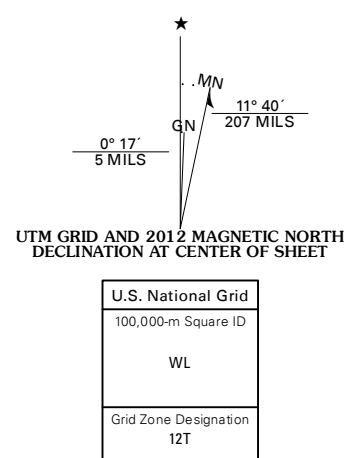 ★
MN
GN
11° 40´
207 MILS
0° 17´
5 MILS
UTM GRID AND 2012 MAGNETIC NORTH
DECLINATION AT CENTER OF SHEET
U.S. National Grid
100,000-m Square ID
WL
Grid Zone Designation
12T